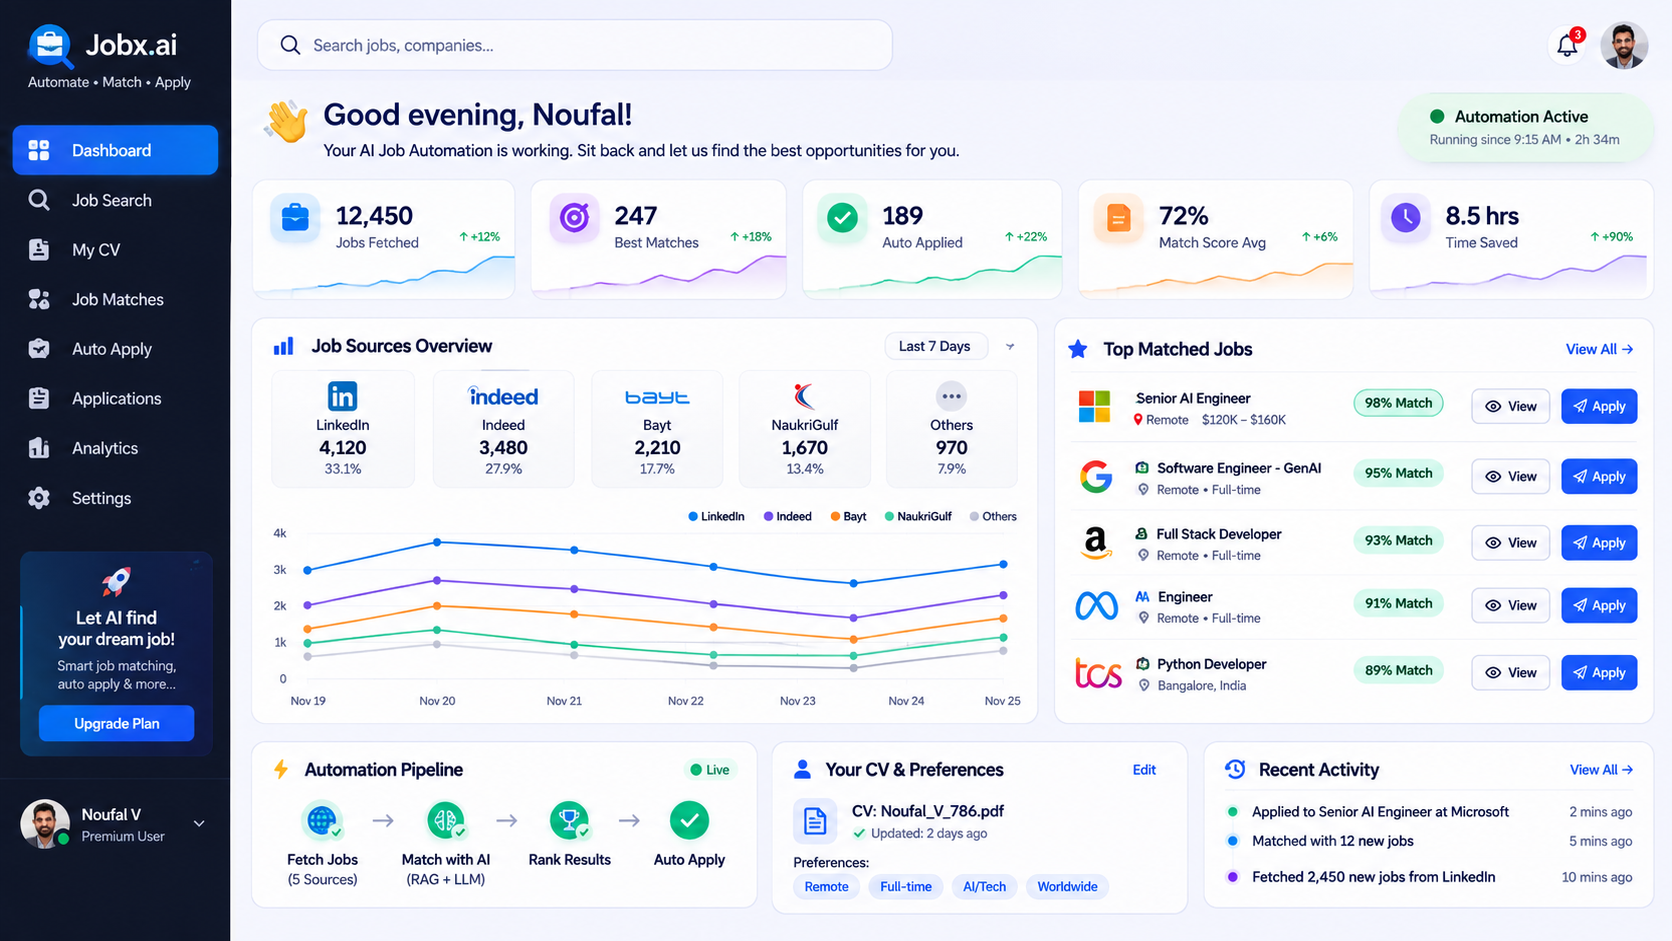 Jobx.ai
Automate • Match • Apply
Dashboard
Job Search
My CV
Job Matches
Auto Apply
Applications
Analytics
Settings
Let AI find
your dream job!
Smart job matching,
auto apply & more...
Upgrade Plan
Noufal V
Premium User
Search jobs, companies...
3
Good evening, Noufal!
Your AI Job Automation is working. Sit back and let us find the best opportunities for you.
Automation Active
Running since 9:15 AM • 2h 34m
12,450
Jobs Fetched
↑ +12%
247
Best Matches
↑ +18%
189
Auto Applied
↑ +22%
72%
Match Score Avg
↑ +6%
8.5 hrs
Time Saved
↑ +90%
Job Sources Overview
Last 7 Days
in
LinkedIn
4,120
33.1%
indeed
Indeed
3,480
27.9%
bayt
Bayt
2,210
17.7%
NaukriGulf
1,670
13.4%
Others
970
7.9%
LinkedIn Indeed Bayt NaukriGulf Others
4k
3k
2k
1k
0
Nov 19 Nov 20 Nov 21 Nov 22 Nov 23 Nov 24 Nov 25
Top Matched Jobs
View All →
Senior AI Engineer
Remote $120K – $160K
98% Match
View
Apply
Software Engineer - GenAI
Remote • Full-time
95% Match
View
Apply
a
Full Stack Developer
Remote • Full-time
93% Match
View
Apply
AA Engineer
Remote • Full-time
91% Match
View
Apply
tcs
Python Developer
Bangalore, India
89% Match
View
Apply
Automation Pipeline
Live
Fetch Jobs
(5 Sources)
Match with AI
(RAG + LLM)
Rank Results
Auto Apply
Your CV & Preferences
Edit
CV: Noufal_V_786.pdf
Updated: 2 days ago
Preferences:
Remote
Full-time
AI/Tech
Worldwide
Recent Activity
View All →
Applied to Senior AI Engineer at Microsoft
2 mins ago
Matched with 12 new jobs
5 mins ago
Fetched 2,450 new jobs from LinkedIn
10 mins ago